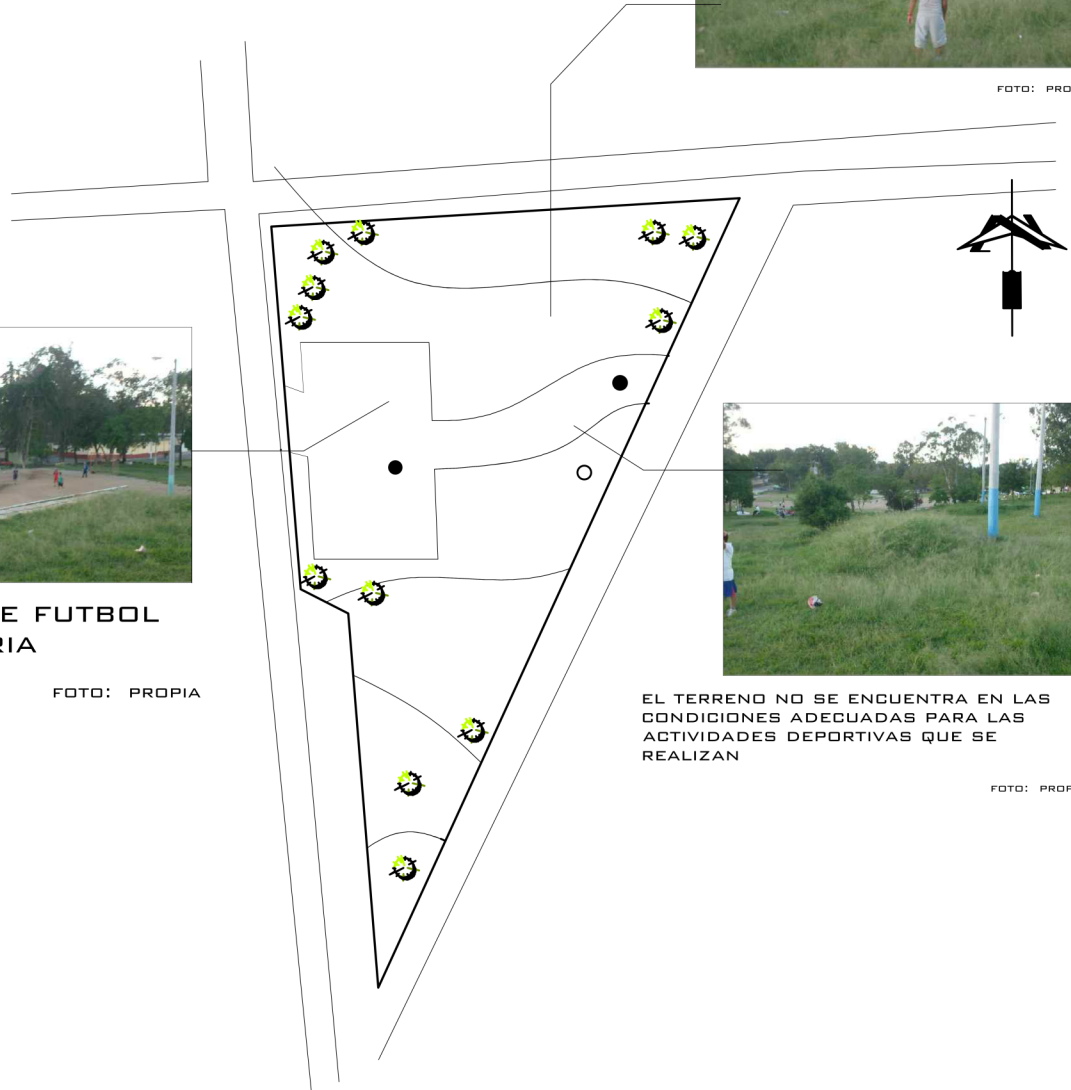 FOTO: PRO
E FUTBOL
RIA
FOTO: PROPIA
EL TERRENO NO SE ENCUENTRA EN LAS
CONDICIONES ADECUADAS PARA LAS
ACTIVIDADES DEPORTIVAS QUE SE
REALIZAN
FOTO: PROP